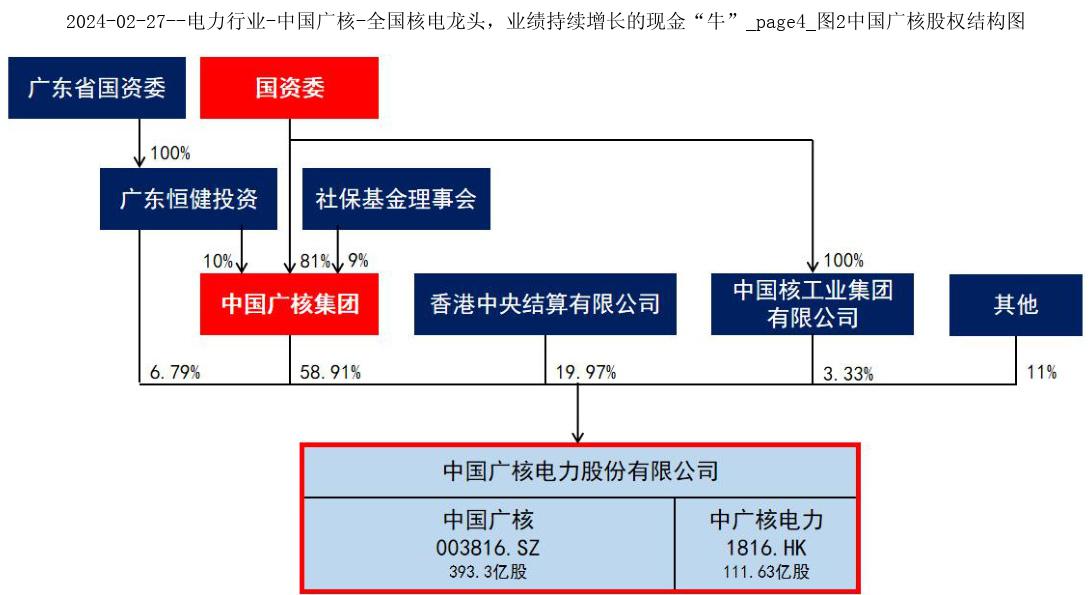 2024-02-27--电力行业-中国广核-全国核电龙头，业绩持续增长的现金“牛”_page4_图2中国广核股权结构图
广东省国资委
国资委
100%
广东恒健投资
社保基金理事会
10%
81%
9%
100%
中国广核集团
香港中央结算有限公司
中国核工业集团
有限公司
其他
6.79%
58.91%
19.97%
3.33%
11%
中国广核电力股份有限公司
中国广核
003816.SZ
393.3亿股
中广核电力
1816.HK
111.63亿股